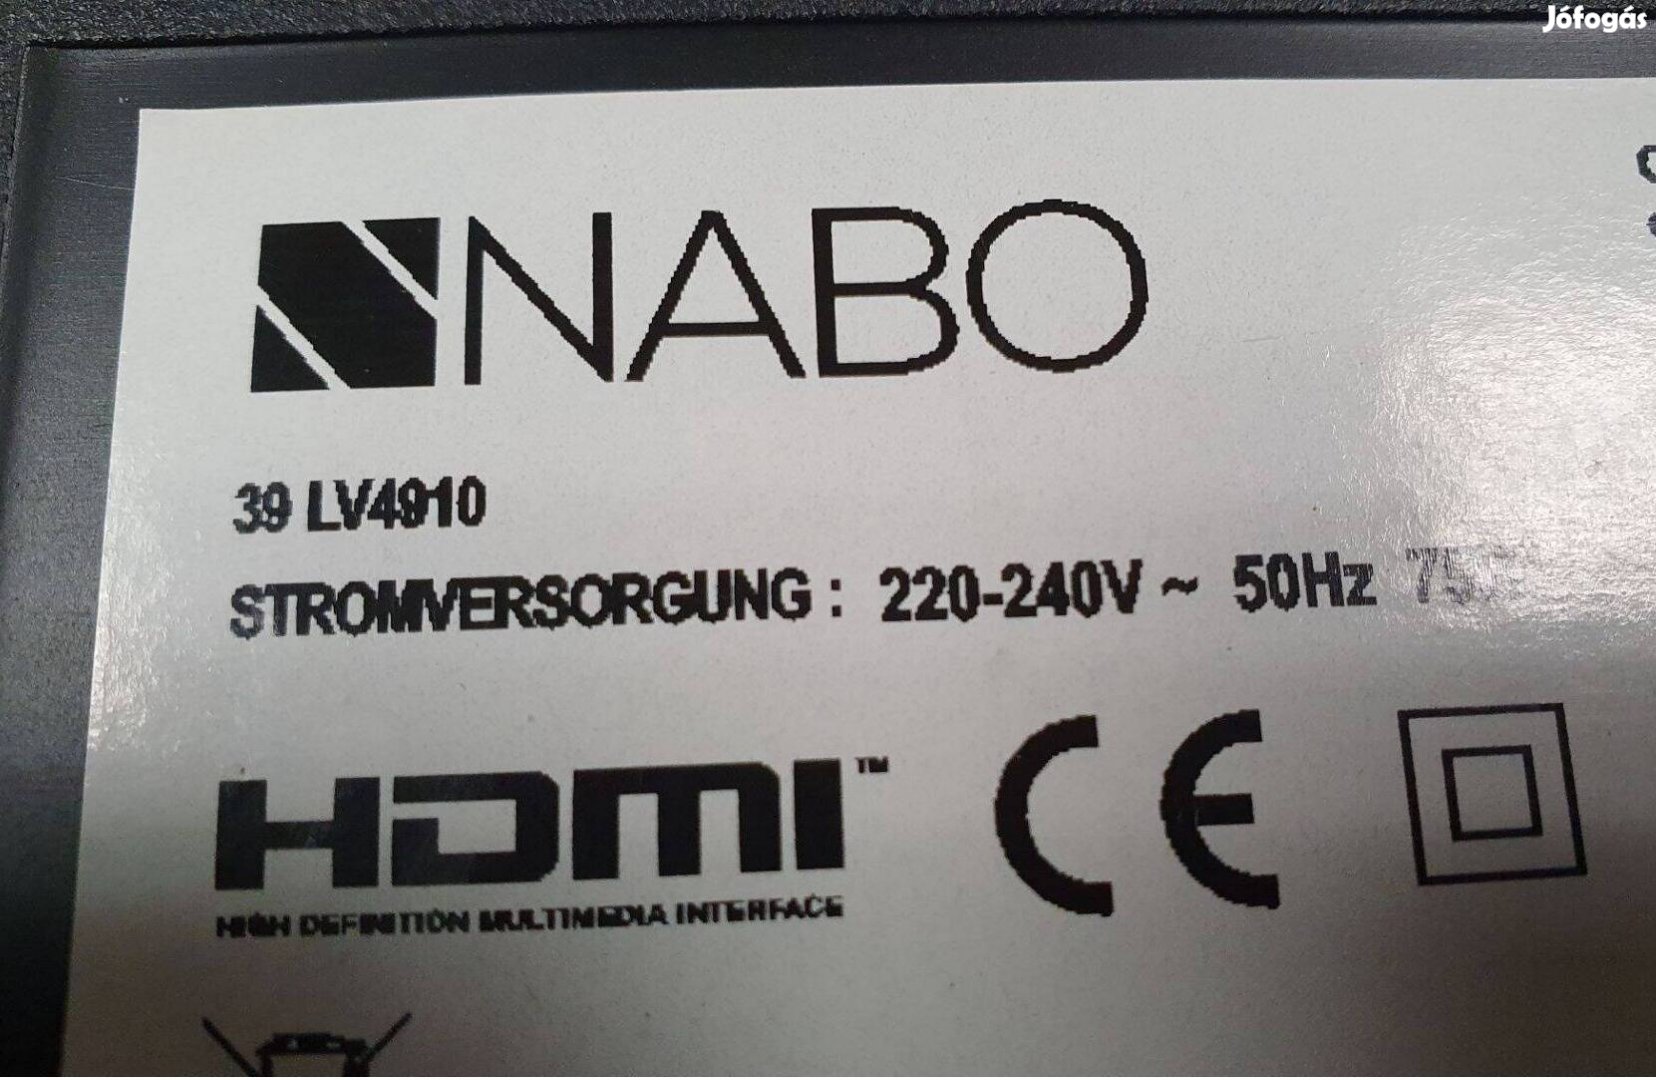 Jófogás
NABO
39 LV4910
STROMVERSORGUNG : 220-240V ~ 50Hz
HDMI™
HIGH DEFINITION MULTIMEDIA INTERFACE
CE